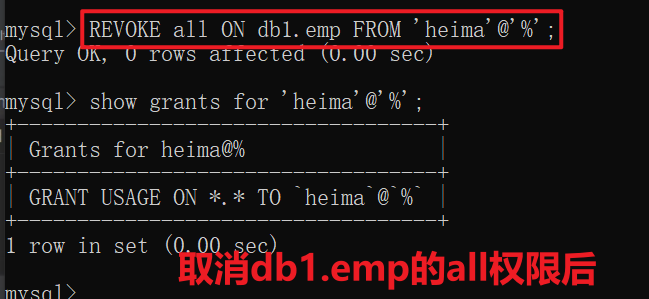 mysql> REVOKE all ON db1.emp FROM 'heima'@'%';
Query OK, 0 rows affected (0.00 sec)
mysql> show grants for 'heima'@'%';
+-----------------------------------+
| Grants for heima@%                |
+-----------------------------------+
| GRANT USAGE ON *.* TO `heima`@`%` |
+-----------------------------------+
1 row in set (0.00 sec)
取消db1.emp的all权限后
mysql>